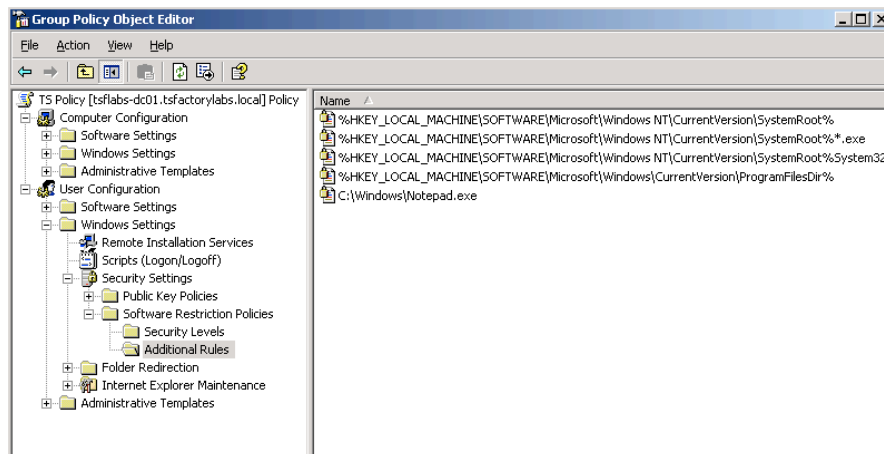 Group Policy Object Editor
File Action View Help
TS Policy [tsflabs-dc01.tsfactorylabs.local] Policy
Computer Configuration
Software Settings
Windows Settings
Administrative Templates
User Configuration
Software Settings
Windows Settings
Remote Installation Services
Scripts (Logon/Logoff)
Security Settings
Public Key Policies
Software Restriction Policies
Security Levels
Additional Rules
Folder Redirection
Internet Explorer Maintenance
Administrative Templates
Name
%HKEY_LOCAL_MACHINE\SOFTWARE\Microsoft\Windows NT\CurrentVersion\SystemRoot%
%HKEY_LOCAL_MACHINE\SOFTWARE\Microsoft\Windows NT\CurrentVersion\SystemRoot%*.exe
%HKEY_LOCAL_MACHINE\SOFTWARE\Microsoft\Windows NT\CurrentVersion\SystemRoot%System32
%HKEY_LOCAL_MACHINE\SOFTWARE\Microsoft\Windows\CurrentVersion\ProgramFilesDir%
C:\Windows\Notepad.exe